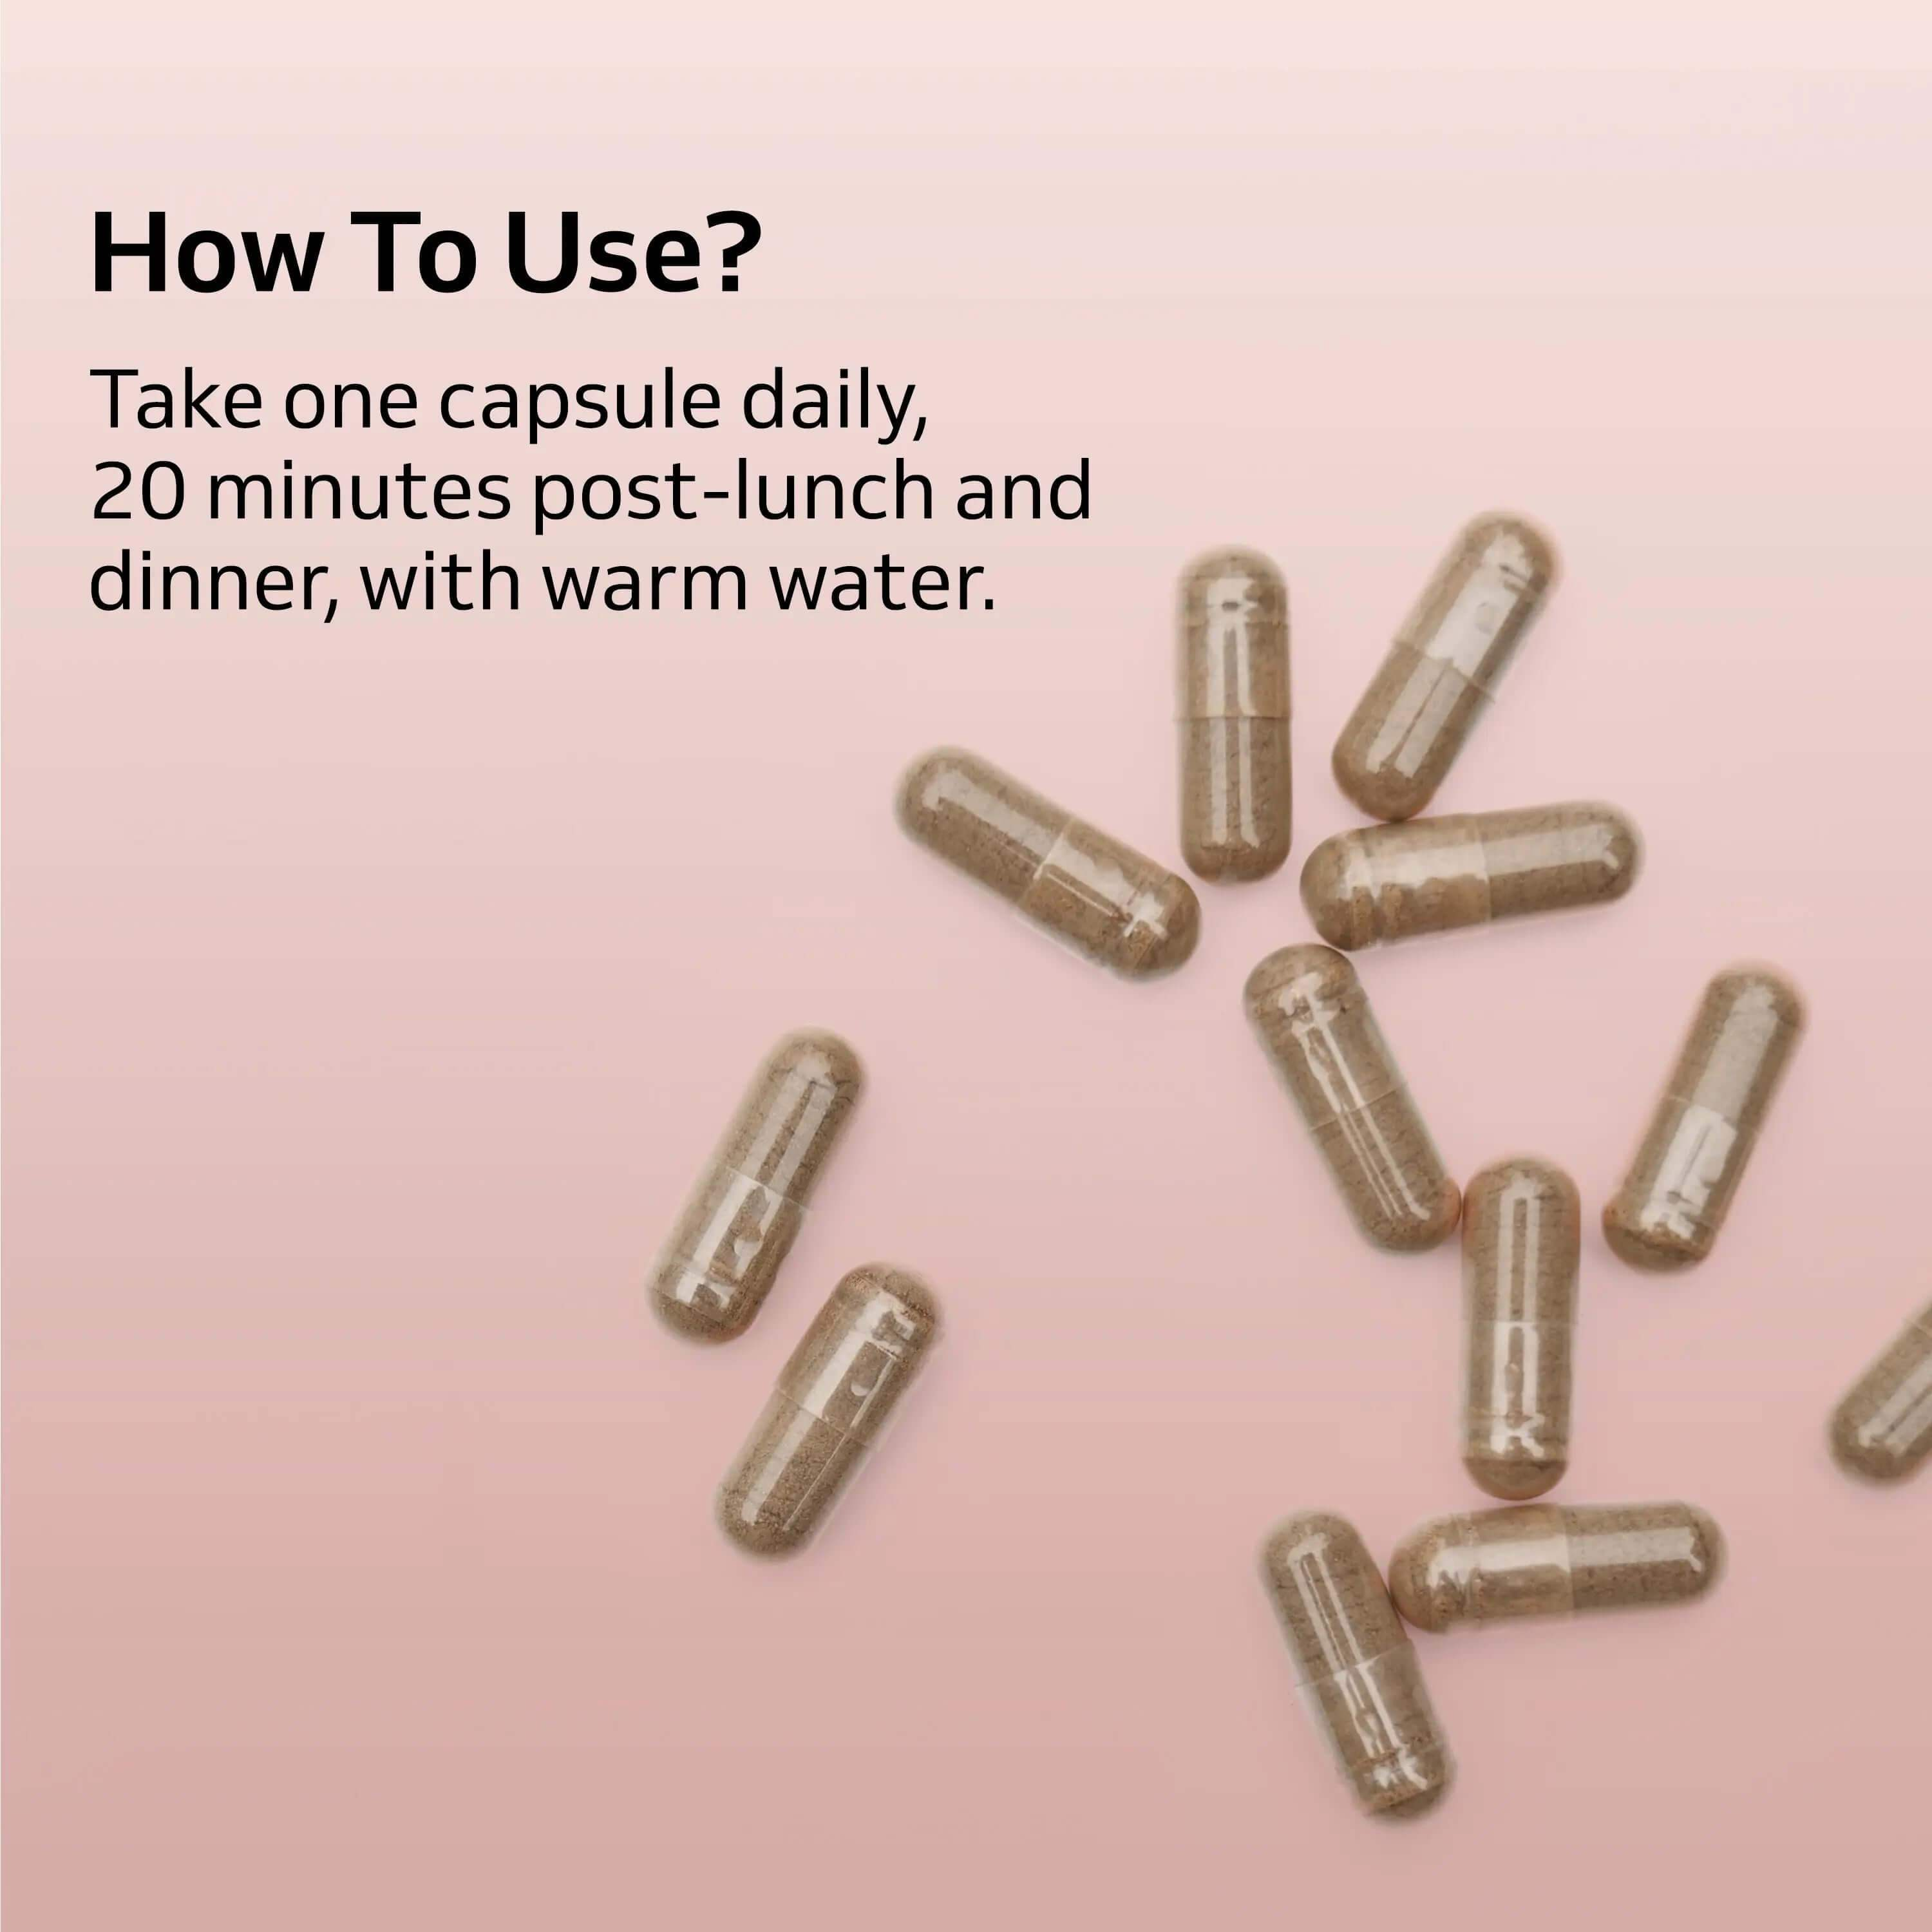 How To Use?
Take one capsule daily,
20 minutes post-lunch and
dinner, with warm water.